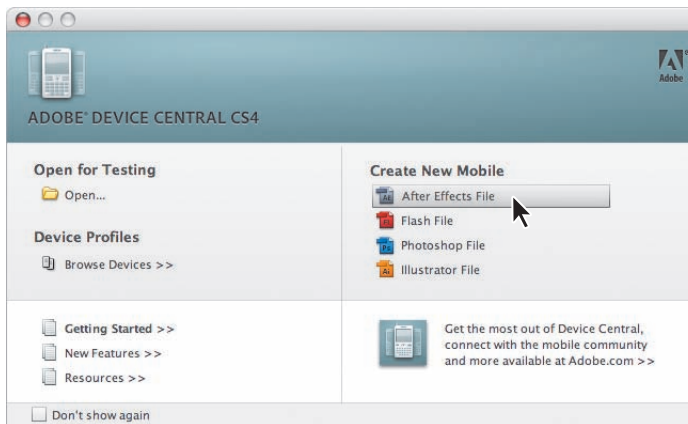 Adobe
ADOBE® DEVICE CENTRAL CS4
Open for Testing
Open...
Device Profiles
Browse Devices >>
Create New Mobile
After Effects File
Flash File
Photoshop File
Illustrator File
Getting Started >>
New Features >>
Resources >>
Get the most out of Device Central,
connect with the mobile community
and more available at Adobe.com >>
Don't show again